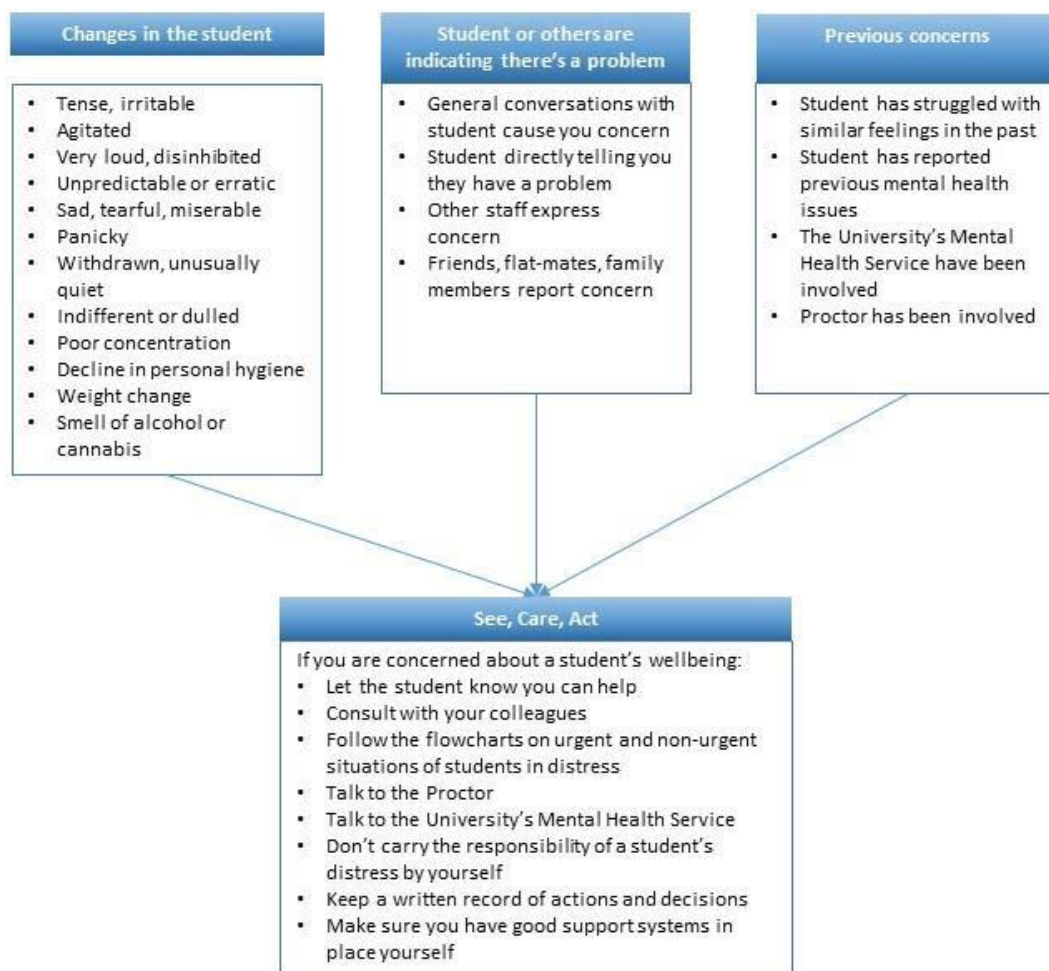 Changes in the student
• Tense, irritable
• Agitated
• Very loud, disinhibited
• Unpredictable or erratic
• Sad, tearful, miserable
• Panicky
• Withdrawn, unusually
quiet
• Indifferent or dulled
• Poor concentration
• Decline in personal hygiene
• Weight change
• Smell of alcohol or
cannabis
Student or others are
indicating there's a problem
• General conversations with
student cause you concern
• Student directly telling you
they have a problem
• Other staff express
concern
• Friends, flat-mates, family
members report concern
Previous concerns
• Student has struggled with
similar feelings in the past
• Student has reported
previous mental health
issues
• The University's Mental
Health Service have been
involved
• Proctor has been involved
See, Care, Act
If you are concerned about a student's wellbeing:
• Let the student know you can help
• Consult with your colleagues
• Follow the flowcharts on urgent and non-urgent
situations of students in distress
• Talk to the Proctor
• Talk to the University's Mental Health Service
• Don't carry the responsibility of a student's
distress by yourself
• Keep a written record of actions and decisions
• Make sure you have good support systems in
place yourself